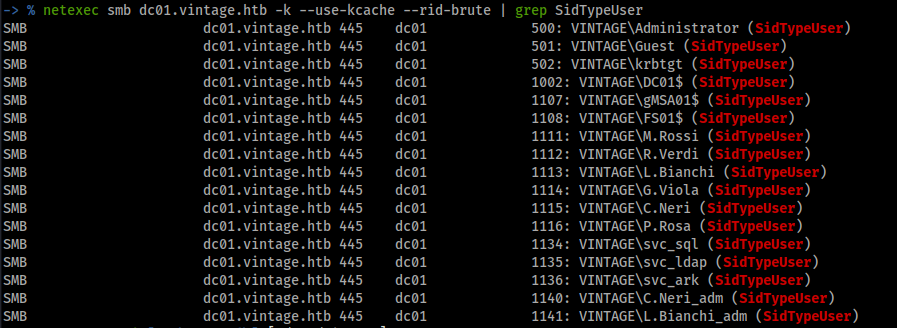 -> % netexec smb dc01.vintage.htb -k --use-kcache --rid-brute | grep SidTypeUser
SMB dc01.vintage.htb 445 dc01 500: VINTAGE\Administrator (SidTypeUser)
SMB dc01.vintage.htb 445 dc01 501: VINTAGE\Guest (SidTypeUser)
SMB dc01.vintage.htb 445 dc01 502: VINTAGE\krbtgt (SidTypeUser)
SMB dc01.vintage.htb 445 dc01 1002: VINTAGE\DC01$ (SidTypeUser)
SMB dc01.vintage.htb 445 dc01 1107: VINTAGE\gMSA01$ (SidTypeUser)
SMB dc01.vintage.htb 445 dc01 1108: VINTAGE\FS01$ (SidTypeUser)
SMB dc01.vintage.htb 445 dc01 1111: VINTAGE\M.Rossi (SidTypeUser)
SMB dc01.vintage.htb 445 dc01 1112: VINTAGE\R.Verdi (SidTypeUser)
SMB dc01.vintage.htb 445 dc01 1113: VINTAGE\L.Bianchi (SidTypeUser)
SMB dc01.vintage.htb 445 dc01 1114: VINTAGE\G.Viola (SidTypeUser)
SMB dc01.vintage.htb 445 dc01 1115: VINTAGE\C.Neri (SidTypeUser)
SMB dc01.vintage.htb 445 dc01 1116: VINTAGE\P.Rosa (SidTypeUser)
SMB dc01.vintage.htb 445 dc01 1134: VINTAGE\svc_sql (SidTypeUser)
SMB dc01.vintage.htb 445 dc01 1135: VINTAGE\svc_ldap (SidTypeUser)
SMB dc01.vintage.htb 445 dc01 1136: VINTAGE\svc_ark (SidTypeUser)
SMB dc01.vintage.htb 445 dc01 1140: VINTAGE\C.Neri_adm (SidTypeUser)
SMB dc01.vintage.htb 445 dc01 1141: VINTAGE\L.Bianchi_adm (SidTypeUser)